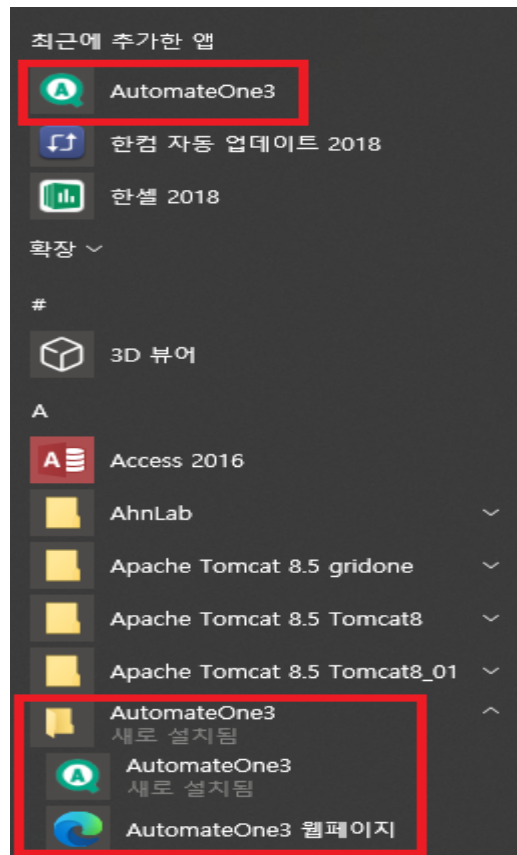 최근에 추가한 앱
AutomateOne3
한컴 자동 업데이트 2018
한셀 2018
확장
#
3D 뷰어
A
Access 2016
AhnLab
Apache Tomcat 8.5 gridone
Apache Tomcat 8.5 Tomcat8
Apache Tomcat 8.5 Tomcat8_01
AutomateOne3
새로 설치됨
AutomateOne3
새로 설치됨
AutomateOne3 웹페이지